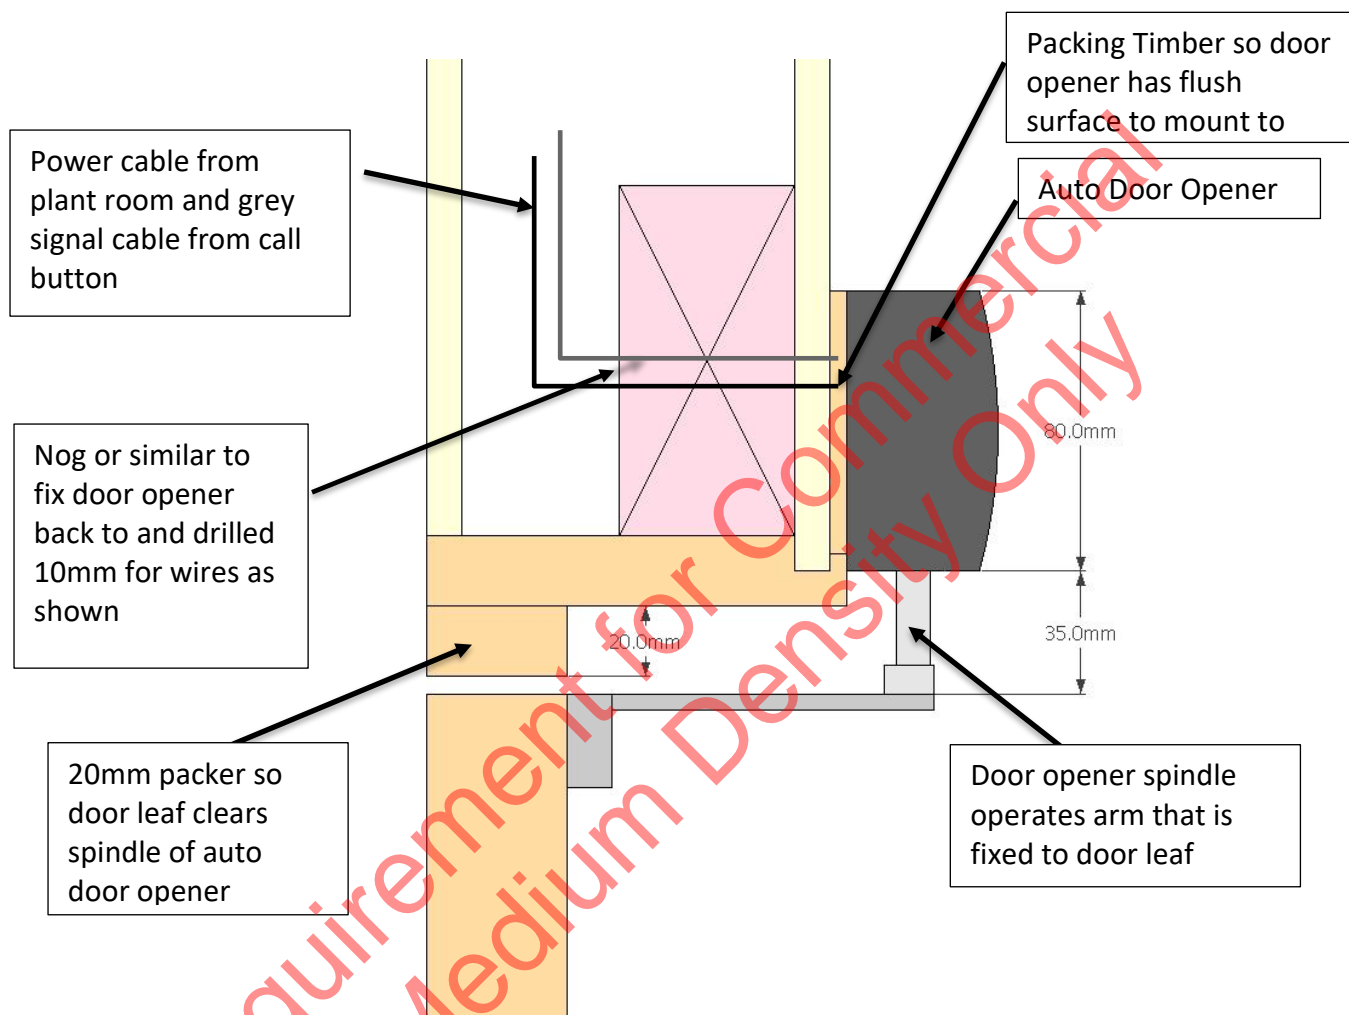 Packing Timber so door
opener has flush
surface to mount to
Power cable from
plant room and grey
signal cable from call
button
Auto Door Opener
80.0mm
Nog or similar to
fix door opener
back to and drilled
10mm for wires as
shown
20.0mm
35.0mm
20mm packer so
door leaf clears
spindle of auto
door opener
Door opener spindle
operates arm that is
fixed to door leaf
quirement for Commercial
Medium Density Only